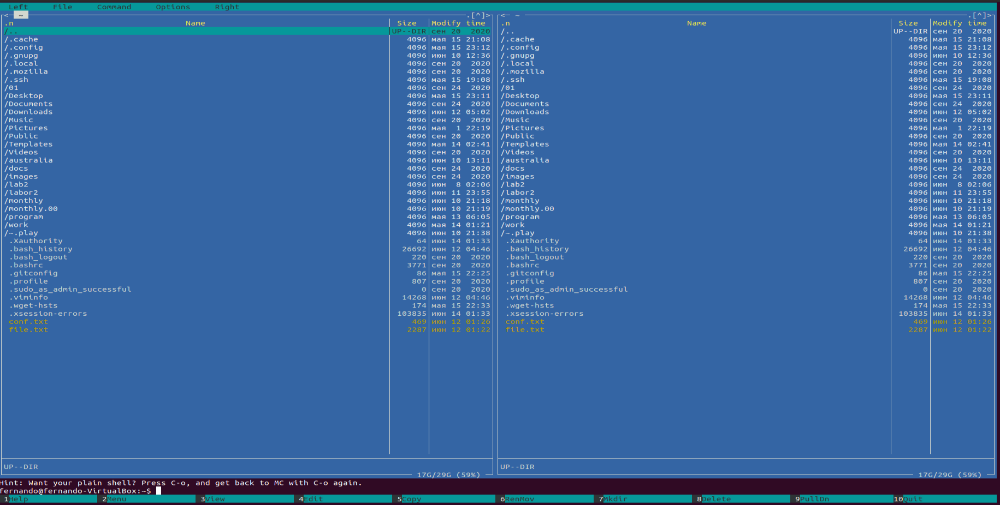 Left File Command Options Right
<─ ~ .[^]> <─ ~ .[^]>
.n Name Size Modify time .n Name Size Modify time
/.. UP--DIR сен 20 2020 /.. UP--DIR сен 20 2020
/.cache 4096 мая 15 21:08 /.cache 4096 мая 15 21:08
/.config 4096 мая 15 23:12 /.config 4096 мая 15 23:12
/.gnupg 4096 июн 10 12:36 /.gnupg 4096 июн 10 12:36
/.local 4096 сен 20 2020 /.local 4096 сен 20 2020
/.mozilla 4096 сен 20 2020 /.mozilla 4096 сен 20 2020
/.ssh 4096 мая 15 19:08 /.ssh 4096 мая 15 19:08
/01 4096 сен 24 2020 /01 4096 сен 24 2020
/Desktop 4096 мая 15 23:11 /Desktop 4096 мая 15 23:11
/Documents 4096 сен 24 2020 /Documents 4096 сен 24 2020
/Downloads 4096 июн 12 05:02 /Downloads 4096 июн 12 05:02
/Music 4096 сен 20 2020 /Music 4096 сен 20 2020
/Pictures 4096 мая 1 22:19 /Pictures 4096 мая 1 22:19
/Public 4096 сен 20 2020 /Public 4096 сен 20 2020
/Templates 4096 мая 14 02:41 /Templates 4096 мая 14 02:41
/Videos 4096 сен 20 2020 /Videos 4096 сен 20 2020
/australia 4096 июн 10 13:11 /australia 4096 июн 10 13:11
/docs 4096 сен 24 2020 /docs 4096 сен 24 2020
/images 4096 сен 24 2020 /images 4096 сен 24 2020
/lab2 4096 июн 8 02:06 /lab2 4096 июн 8 02:06
/labor2 4096 июн 11 23:55 /labor2 4096 июн 11 23:55
/monthly 4096 июн 10 21:18 /monthly 4096 июн 10 21:18
/monthly.00 4096 июн 10 21:19 /monthly.00 4096 июн 10 21:19
/program 4096 мая 13 06:05 /program 4096 мая 13 06:05
/work 4096 мая 14 01:21 /work 4096 мая 14 01:21
/~.play 4096 июн 10 21:38 /~.play 4096 июн 10 21:38
.Xauthority 64 июн 14 01:33 .Xauthority 64 июн 14 01:33
.bash_history 26692 июн 12 04:46 .bash_history 26692 июн 12 04:46
.bash_logout 220 сен 20 2020 .bash_logout 220 сен 20 2020
.bashrc 3771 сен 20 2020 .bashrc 3771 сен 20 2020
.gitconfig 86 мая 15 22:25 .gitconfig 86 мая 15 22:25
.profile 807 сен 20 2020 .profile 807 сен 20 2020
.sudo_as_admin_successful 0 сен 20 2020 .sudo_as_admin_successful 0 сен 20 2020
.viminfo 14268 июн 12 04:46 .viminfo 14268 июн 12 04:46
.wget-hsts 174 мая 15 22:33 .wget-hsts 174 мая 15 22:33
.xsession-errors 103835 июн 14 01:33 .xsession-errors 103835 июн 14 01:33
conf.txt 469 июн 12 01:26 conf.txt 469 июн 12 01:26
file.txt 2287 июн 12 01:22 file.txt 2287 июн 12 01:22
UP--DIR UP--DIR
17G/29G (59%) 17G/29G (59%)
Hint: Want your plain shell? Press C-o, and get back to MC with C-o again.
fernando@fernando-VirtualBox:~$
1Help 2Menu 3View 4Edit 5Copy 6RenMov 7Mkdir 8Delete 9PullDn 10Quit